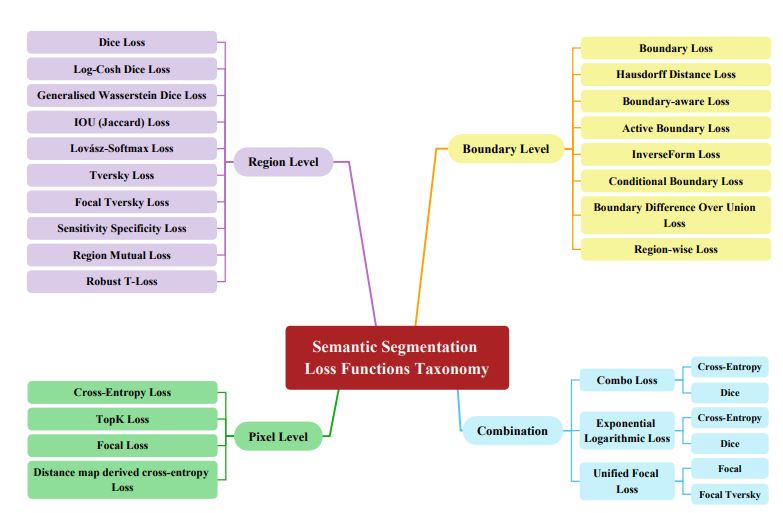 Dice Loss
Log-Cosh Dice Loss
Generalised Wasserstein Dice Loss
IOU (Jaccard) Loss
Lovász-Softmax Loss
Tversky Loss
Focal Tversky Loss
Sensitivity Specificity Loss
Region Mutual Loss
Robust T-Loss
Region Level
Boundary Level
Boundary Loss
Hausdorff Distance Loss
Boundary-aware Loss
Active Boundary Loss
InverseForm Loss
Conditional Boundary Loss
Boundary Difference Over Union
Loss
Region-wise Loss
Semantic Segmentation
Loss Functions Taxonomy
Cross-Entropy Loss
TopK Loss
Focal Loss
Distance map derived cross-entropy
Loss
Pixel Level
Combination
Combo Loss
Cross-Entropy
Dice
Exponential
Logarithmic Loss
Cross-Entropy
Dice
Unified Focal
Loss
Focal
Focal Tversky